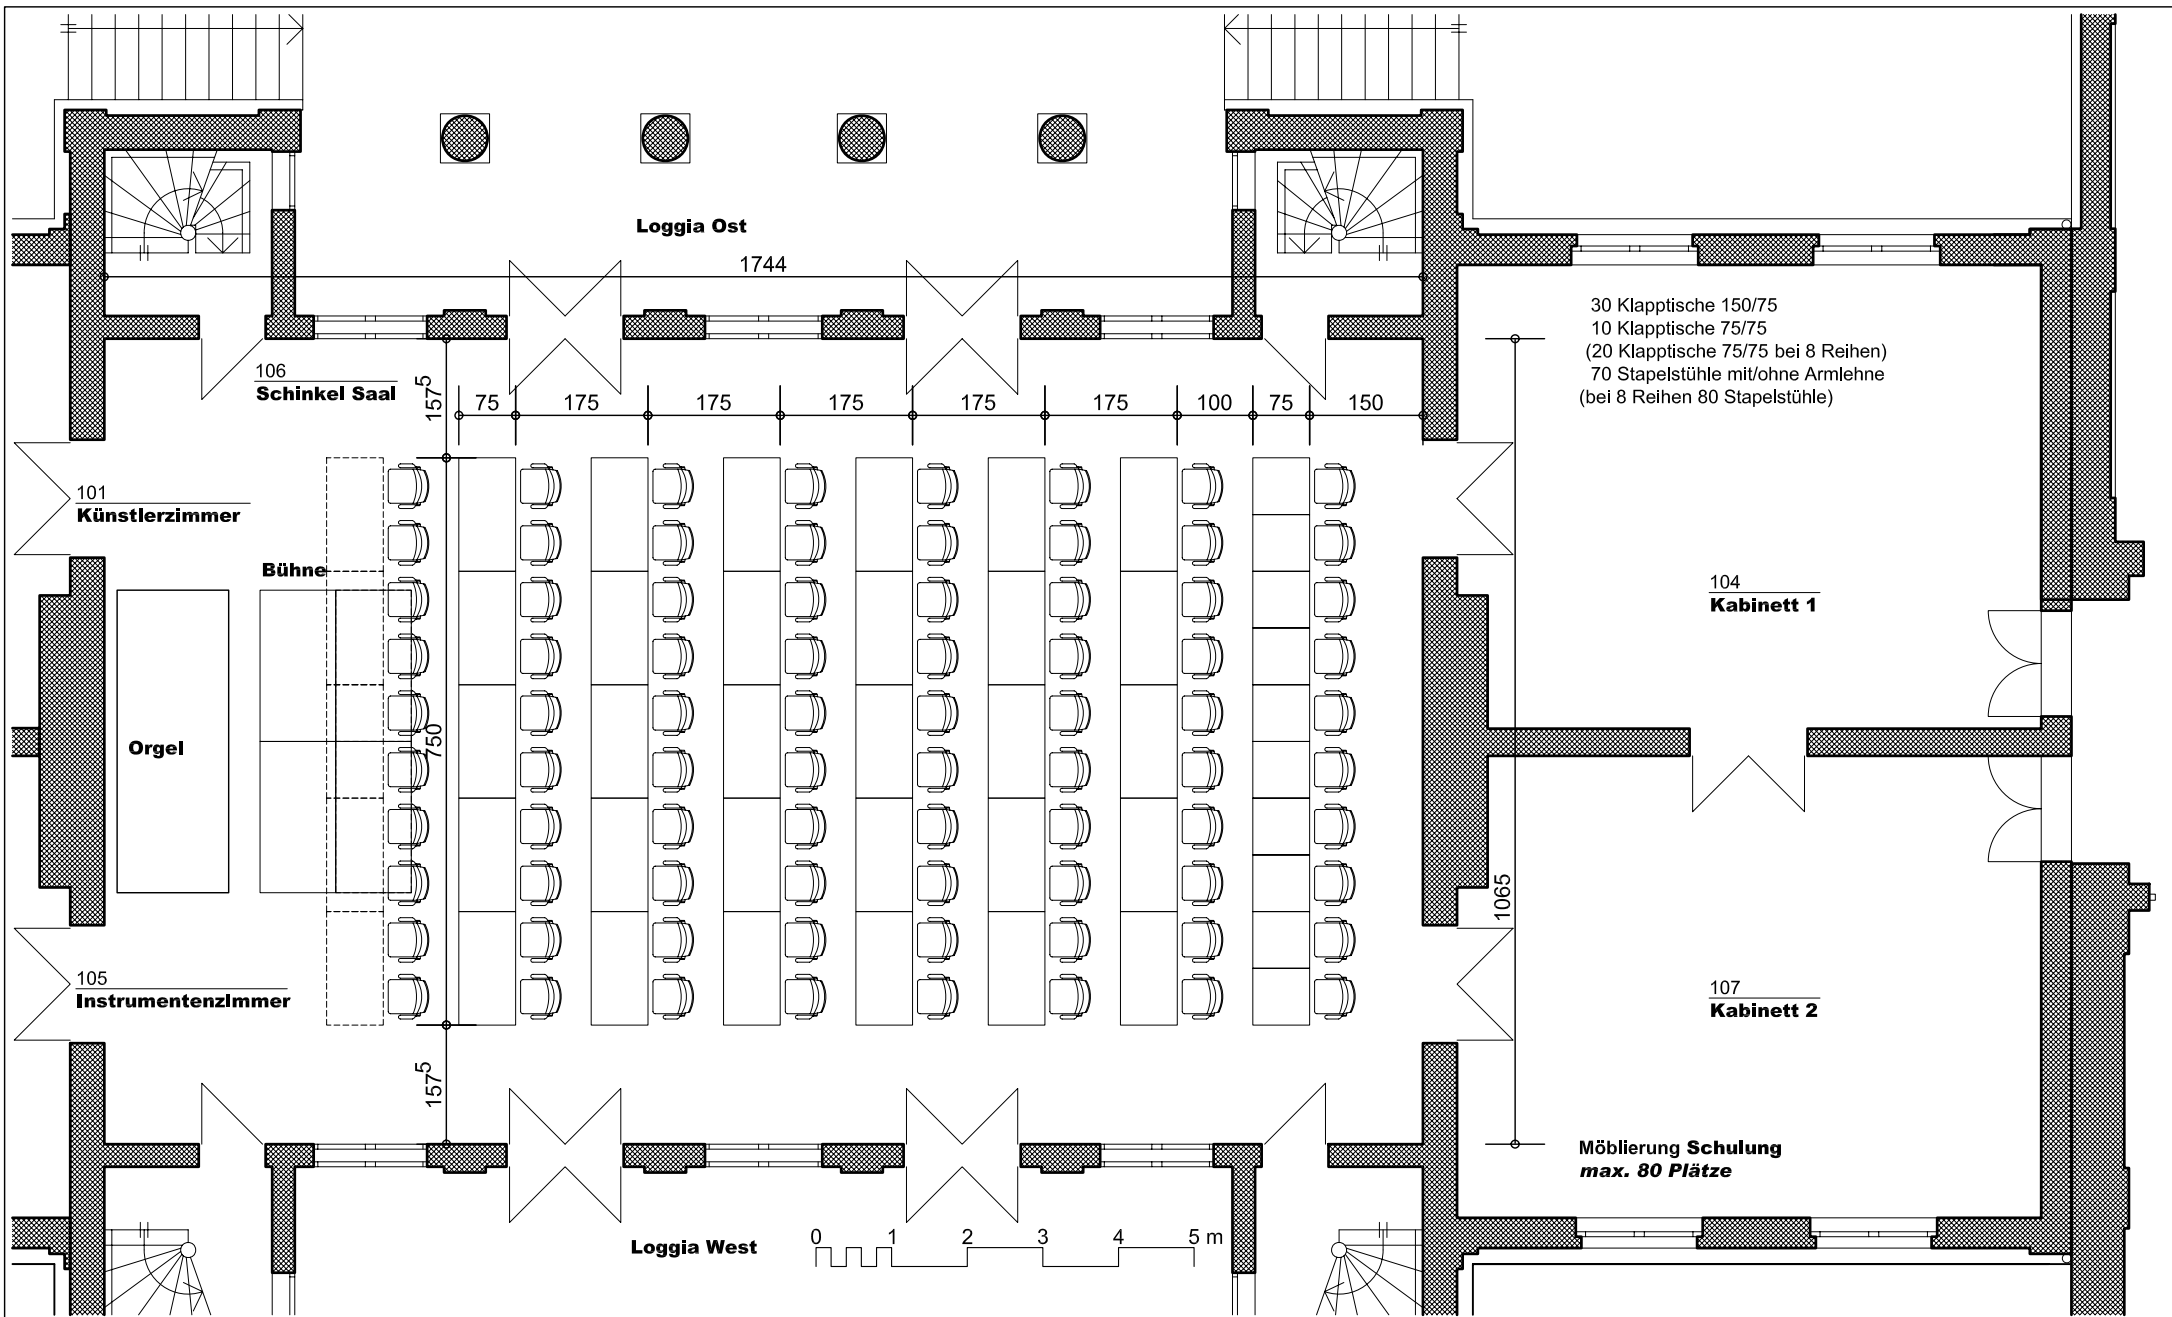 Loggia Ost
1744
30 Klapptische 150/75
10 Klapptische 75/75
(20 Klapptische 75/75 bei 8 Reihen)
70 Stapelstühle mit/ohne Armlehne
(bei 8 Reihen 80 Stapelstühle)
106
Schinkel Saal
157⁵
75 175 175 175 175 175 100 75 150
101
Künstlerzimmer
Bühne
104
Kabinett 1
Orgel
750
1065
105
Instrumentenzimmer
107
Kabinett 2
157⁵
Möblierung Schulung
max. 80 Plätze
Loggia West
0 1 2 3 4 5 m